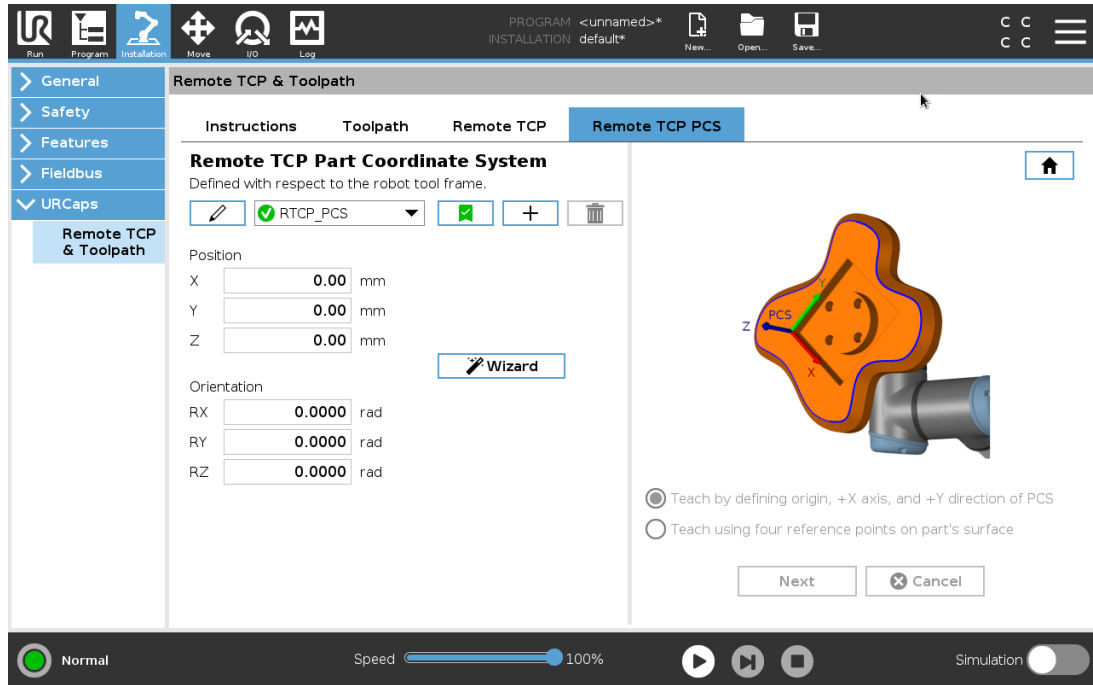 PROGRAM <unnamed>*
INSTALLATION default*
Run
Program
Installation
Move
I/O
Log
New...
Open...
Save...
C C
C C
General
Safety
Features
Fieldbus
URCaps
Remote TCP
& Toolpath
Remote TCP & Toolpath
Instructions
Toolpath
Remote TCP
Remote TCP PCS
Remote TCP Part Coordinate System
Defined with respect to the robot tool frame.
RTCP_PCS
Position
X 0.00 mm
Y 0.00 mm
Z 0.00 mm
Wizard
Orientation
RX 0.0000 rad
RY 0.0000 rad
RZ 0.0000 rad
Y
PCS
Z
X
Teach by defining origin, +X axis, and +Y direction of PCS
Teach using four reference points on part's surface
Next
Cancel
Normal
Speed
100%
Simulation